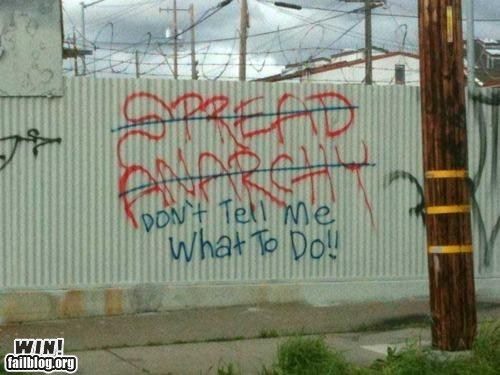 SPREAD
ANARCHY
DON'T Tell Me
What To Do!!
WIN!
failblog.org